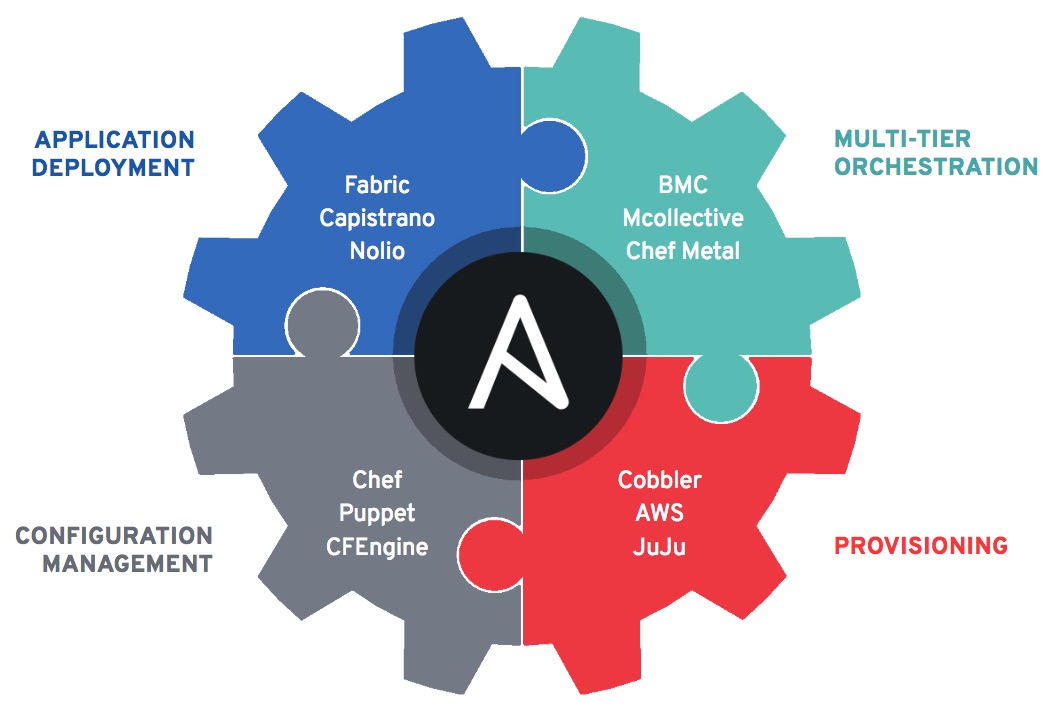 APPLICATION
DEPLOYMENT
Fabric
Capistrano
Nolio
MULTI-TIER
ORCHESTRATION
BMC
Mcollective
Chef Metal
CONFIGURATION
MANAGEMENT
Chef
Puppet
CFEngine
Cobbler
AWS
JuJu
PROVISIONING